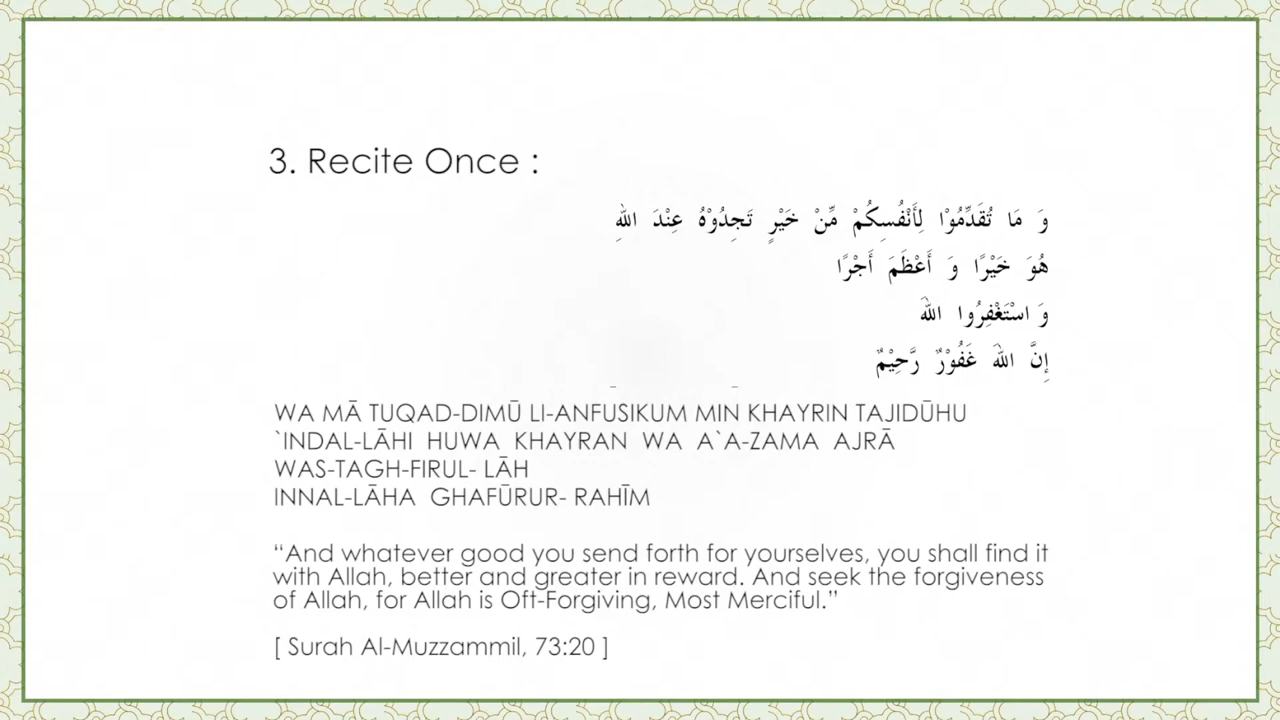 3. Recite Once :
وَ مَا تُقَدِّمُوْا لِأَنْفُسِكُمْ مِّنْ خَيْرٍ تَجِدُوْهُ عِنْدَ اللهِ
هُوَ خَيْرًا وَ أَعْظَمَ أَجْرًا
وَ اسْتَغْفِرُوا اللهَ
إِنَّ اللهَ غَفُوْرٌ رَّحِيْمٌ
WA MĀ TUQAD-DIMŪ LI-ANFUSIKUM MIN KHAYRIN TAJIDŪHU
`INDAL-LĀHI HUWA KHAYRAN WA A`A-ZAMA AJRĀ
WAS-TAGH-FIRUL- LĀH
INNAL-LĀHA GHAFŪRUR- RAHĪM
“And whatever good you send forth for yourselves, you shall find it
with Allah, better and greater in reward. And seek the forgiveness
of Allah, for Allah is Oft-Forgiving, Most Merciful.”
[ Surah Al-Muzzammil, 73:20 ]